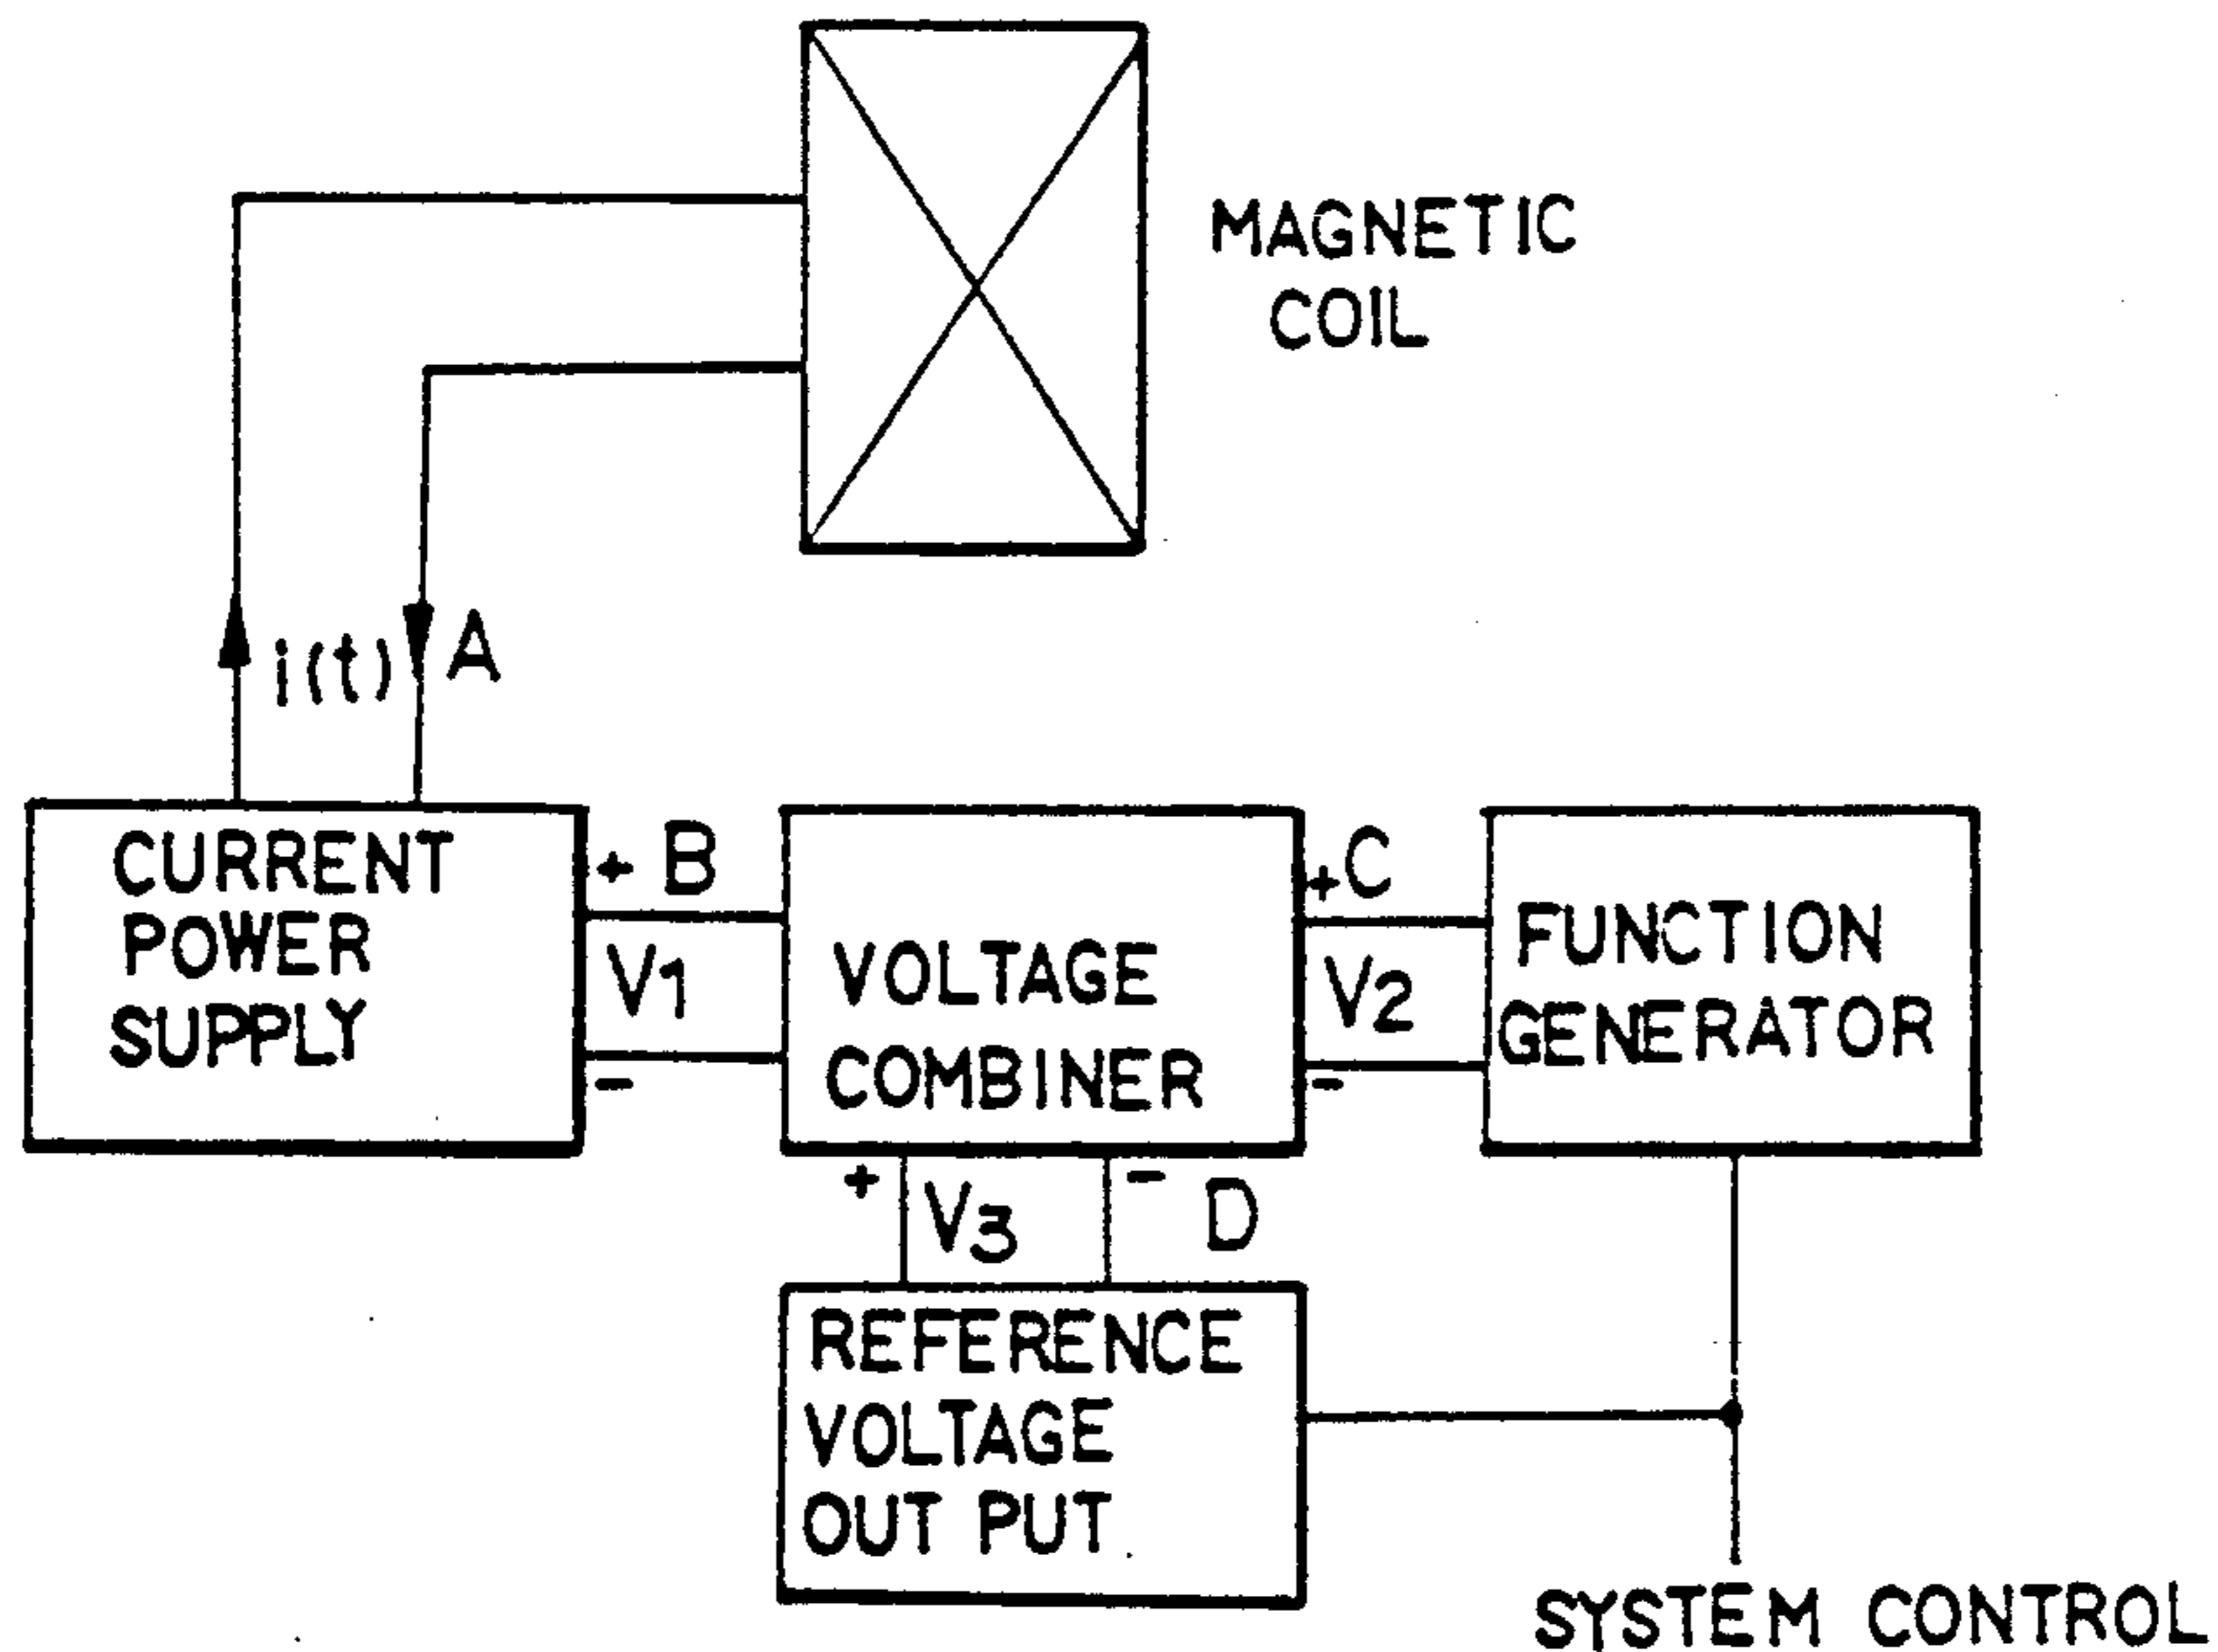 MAGNETIC
COIL
i(t) A
CURRENT
POWER
SUPPLY
+ B
V1
-
VOLTAGE
COMBINER
+C
V2
-
FUNCTION
GENERATOR
+ V3 - D
REFERENCE
VOLTAGE
OUT PUT
SYSTEM CONTROL